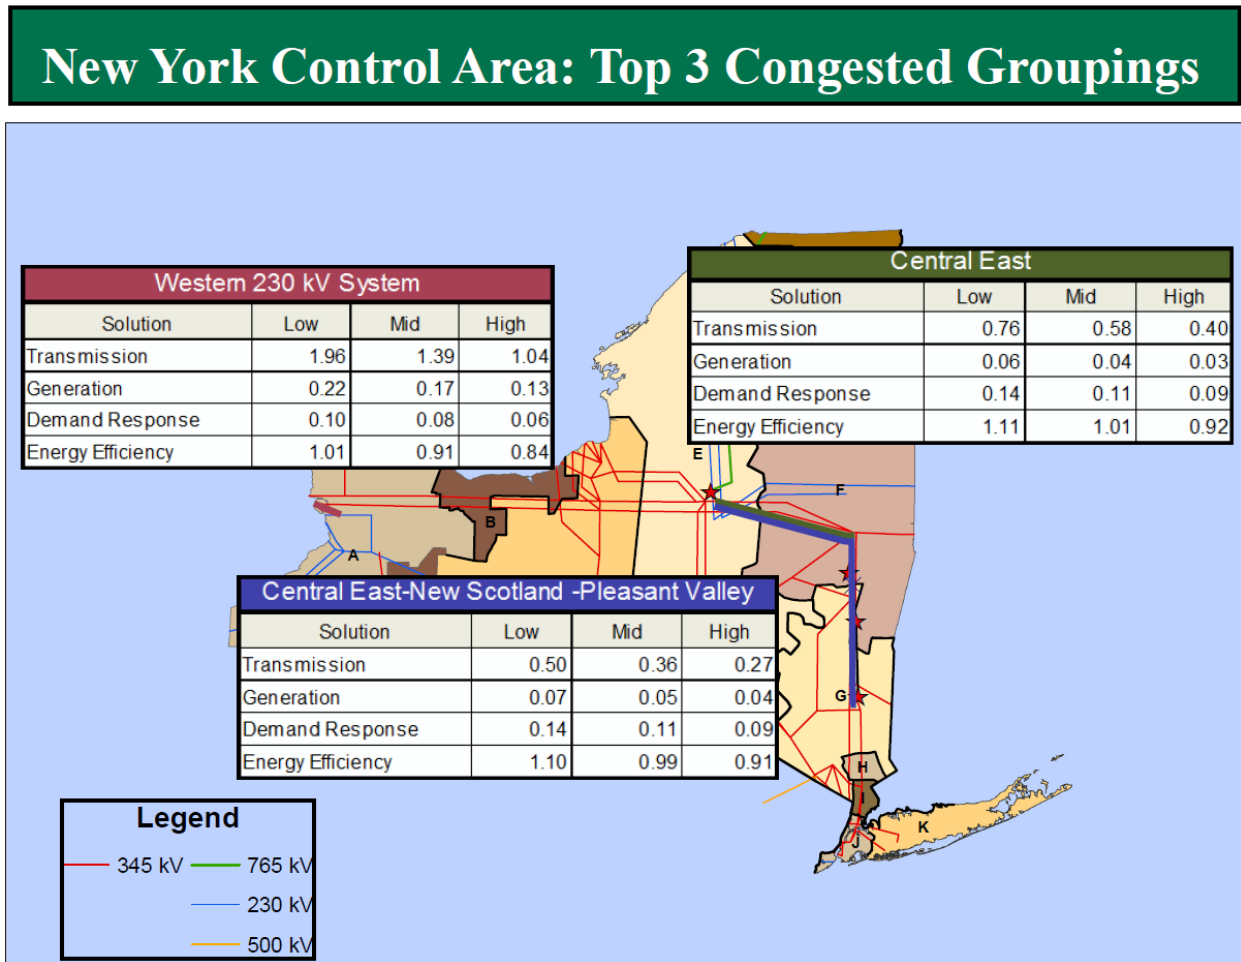 New York Control Area: Top 3 Congested Groupings
Western 230 kV System
Solution Low Mid High
Transmission 1.96 1.39 1.04
Generation 0.22 0.17 0.13
Demand Response 0.10 0.08 0.06
Energy Efficiency 1.01 0.91 0.84
Central East
Solution Low Mid High
Transmission 0.76 0.58 0.40
Generation 0.06 0.04 0.03
Demand Response 0.14 0.11 0.09
Energy Efficiency 1.11 1.01 0.92
E
F
B
A
Central East-New Scotland -Pleasant Valley
Solution Low Mid High
Transmission 0.50 0.36 0.27
Generation 0.07 0.05 0.04
Demand Response 0.14 0.11 0.09
Energy Efficiency 1.10 0.99 0.91
G
H
I
K
J
Legend
345 kV 765 kV
230 kV
500 kV